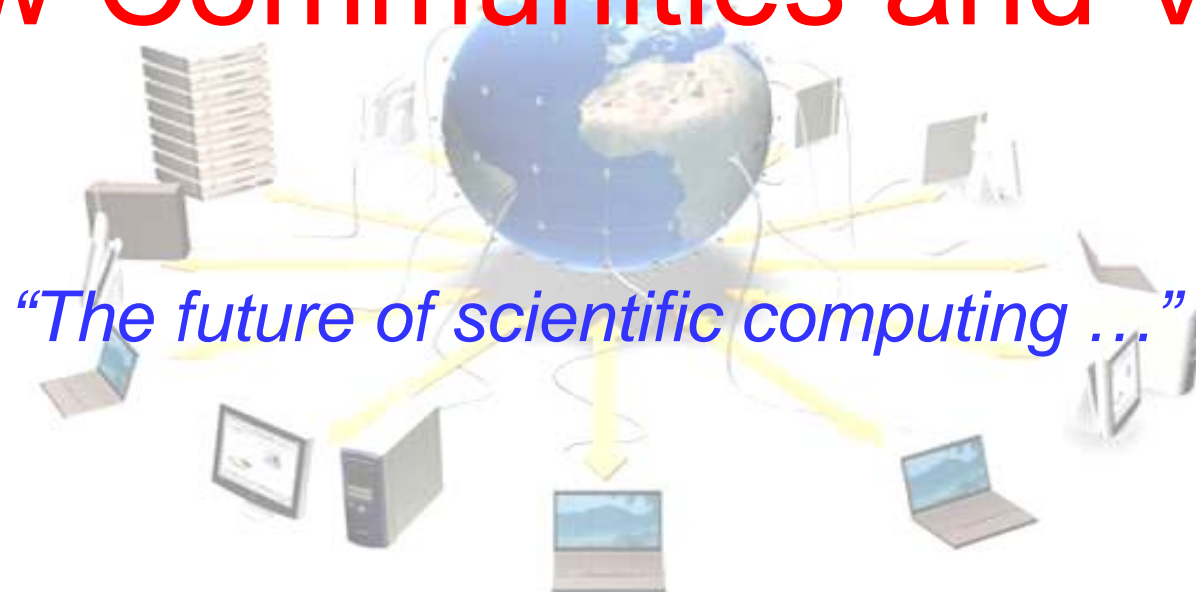 w Communities and V
“The future of scientific computing …”